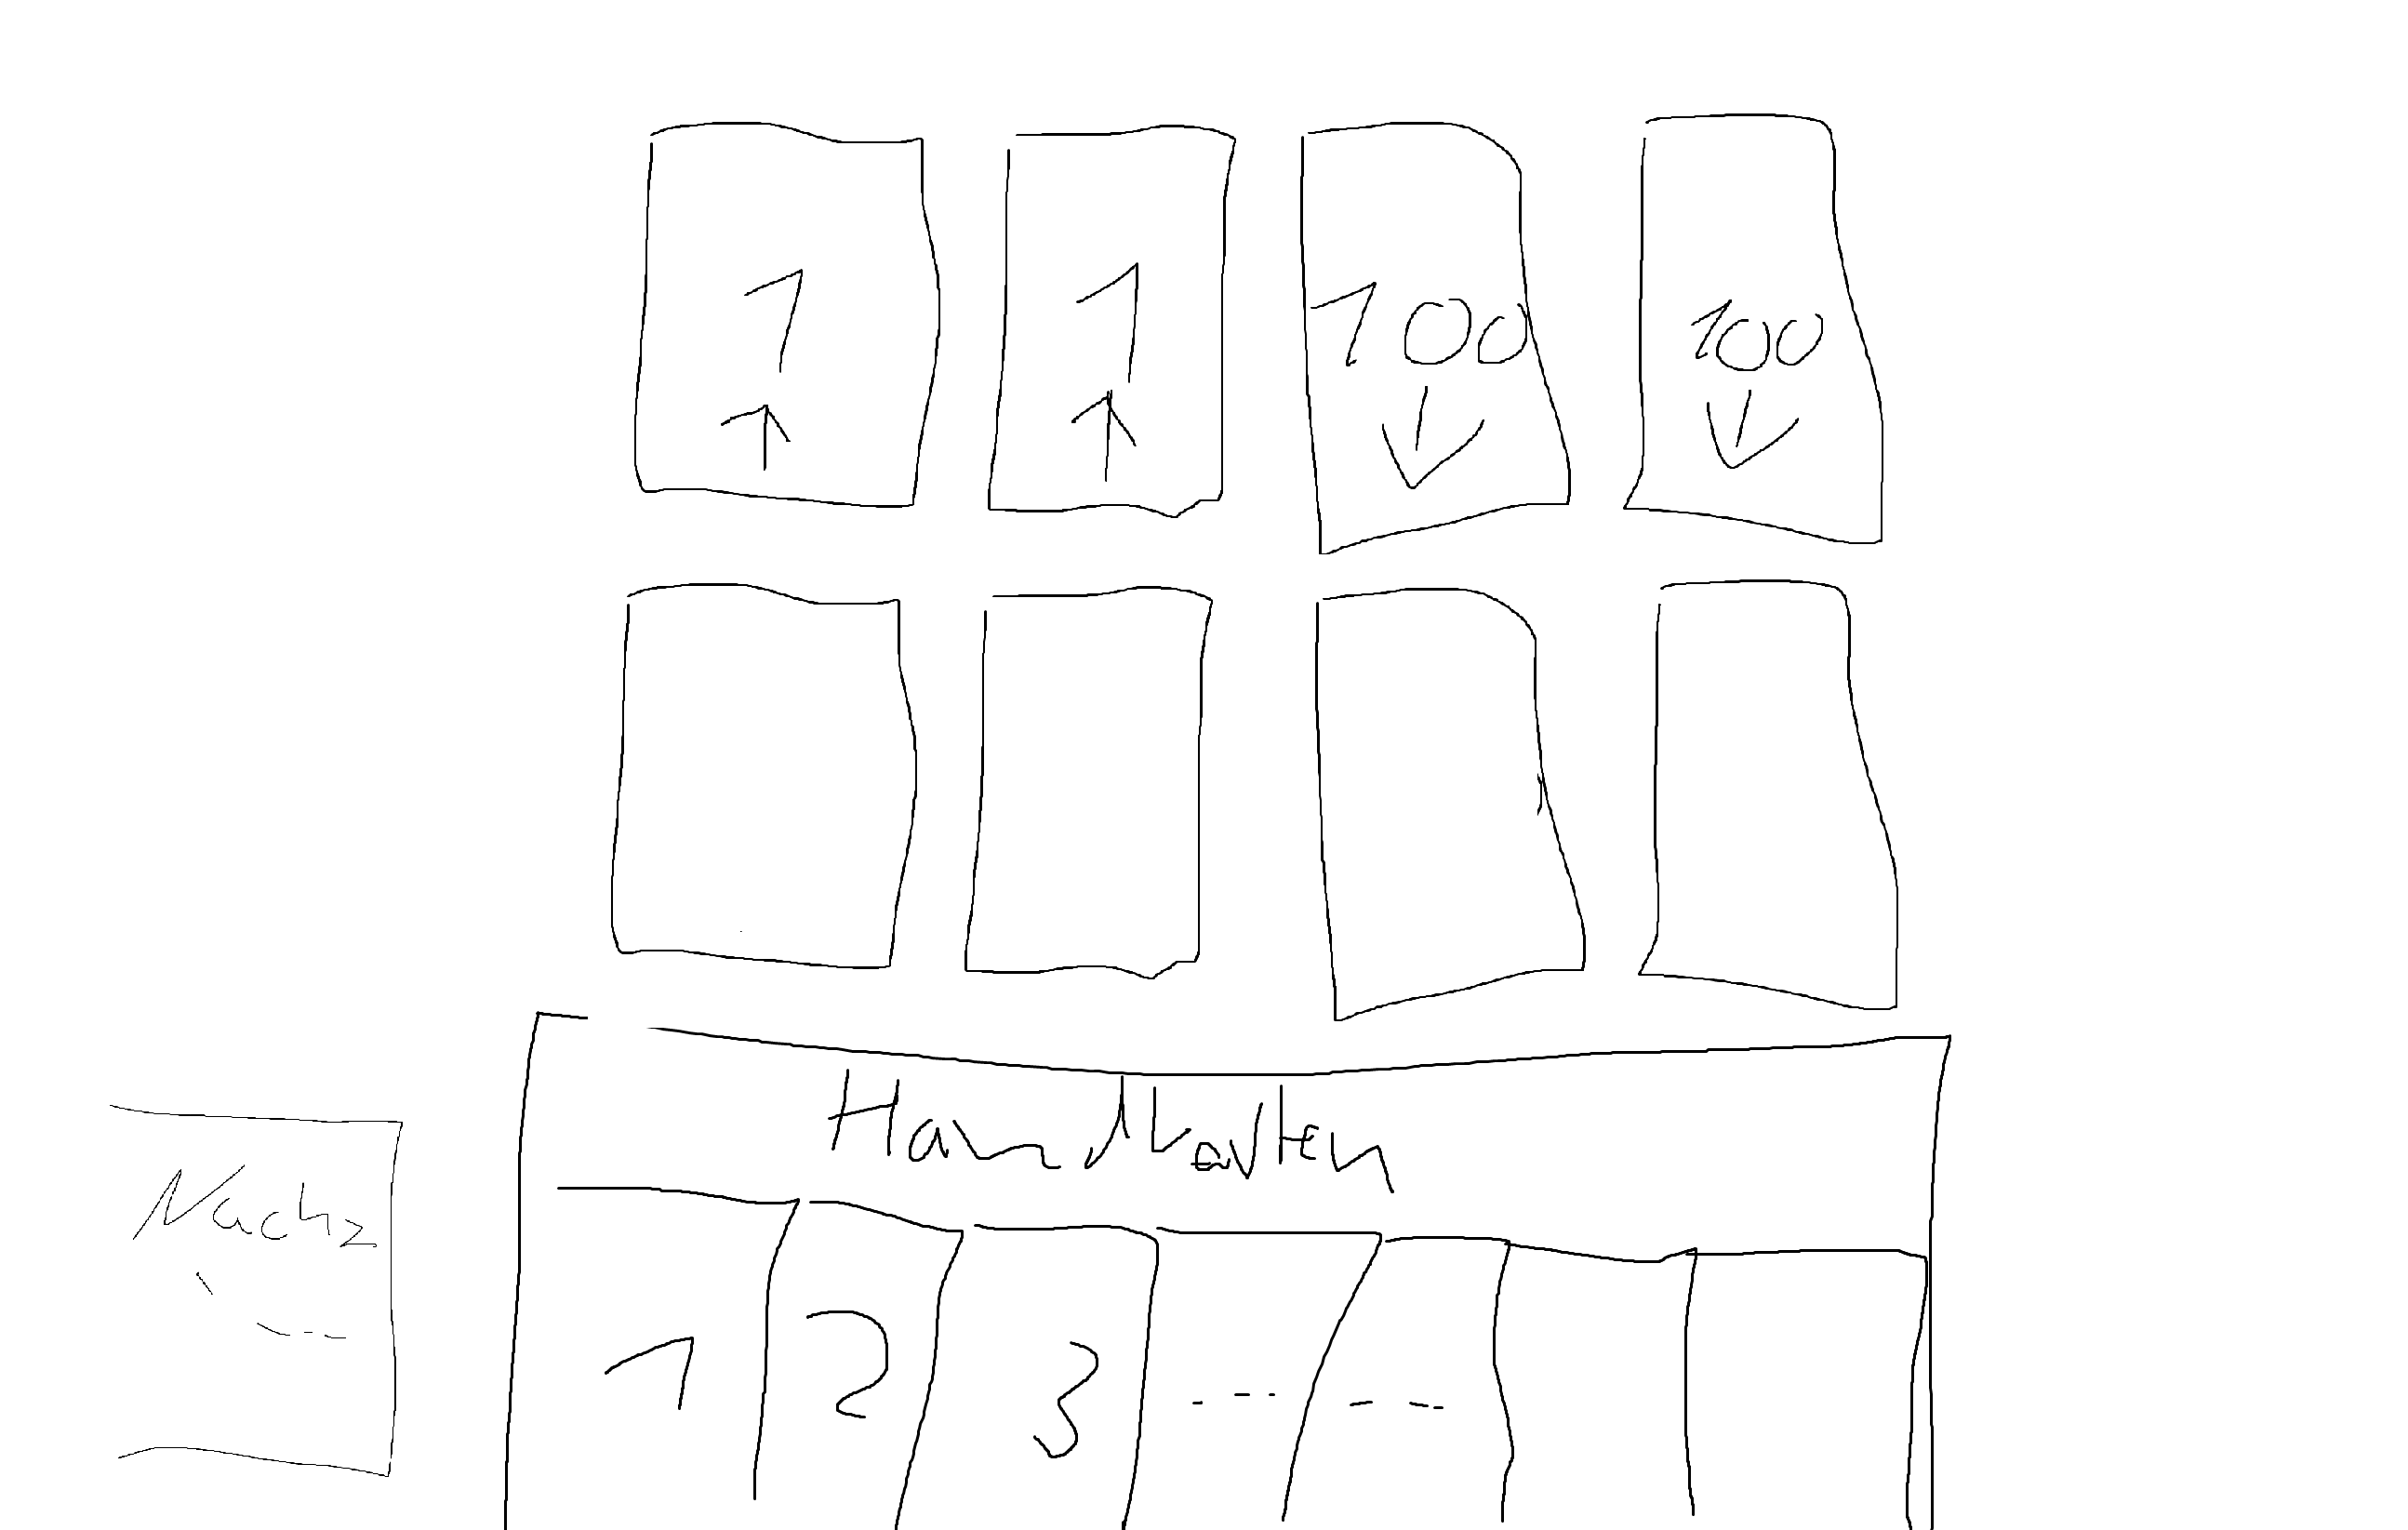 1 1 100 100
↑ ↑ ↓ ↓
Handkarten
Nachz
1 2 3 - - - - - -